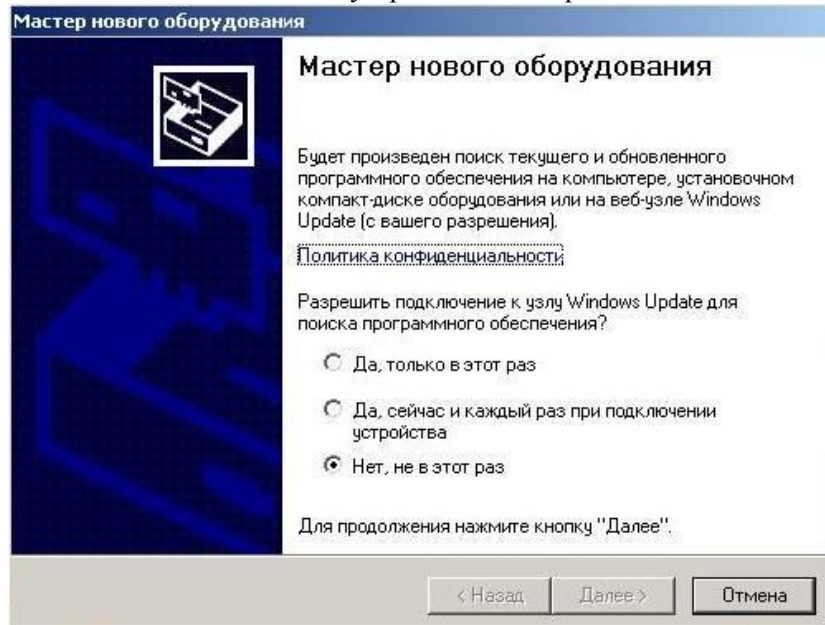 Мастер нового оборудования
Мастер нового оборудования
Будет произведен поиск текущего и обновленного
программного обеспечения на компьютере, установочном
компакт-диске оборудования или на веб-узле Windows
Update (с вашего разрешения).
Политика конфиденциальности
Разрешить подключение к узлу Windows Update для
поиска программного обеспечения?
Да, только в этот раз
Да, сейчас и каждый раз при подключении
устройства
Нет, не в этот раз
Для продолжения нажмите кнопку "Далее".
< Назад Далее > Отмена